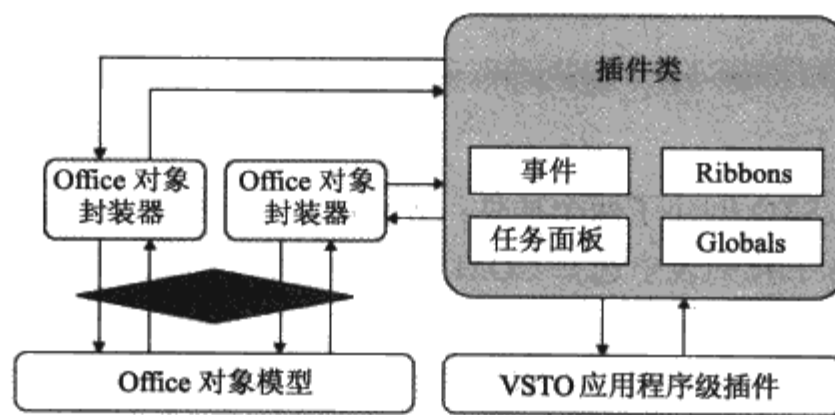 插件类
事件
Ribbons
任务面板
Globals
Office 对象
封装器
Office 对象
封装器
Office 对象模型
VSTO 应用程序级插件